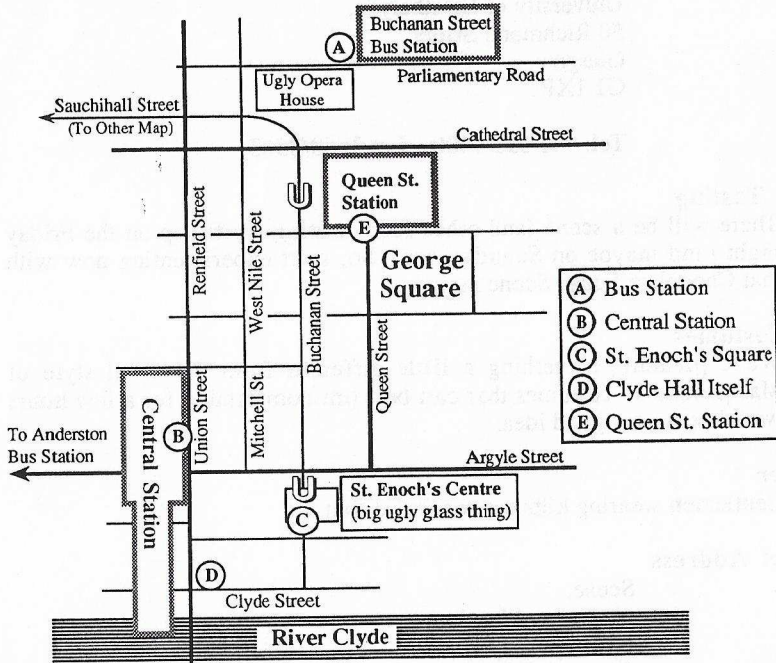 Buchanan Street
Bus Station
A
Parliamentary Road
Ugly Opera
House
Sauchihall Street
(To Other Map)
Cathedral Street
Queen St.
Station
E
Renfield Street
West Nile Street
Buchanan Street
George
Square
Queen Street
A Bus Station
B Central Station
C St. Enoch's Square
D Clyde Hall Itself
E Queen St. Station
Union Street
Mitchell St.
Central Station
B
To Anderston
Bus Station
Argyle Street
St. Enoch's Centre
(big ugly glass thing)
C
D
Clyde Street
River Clyde